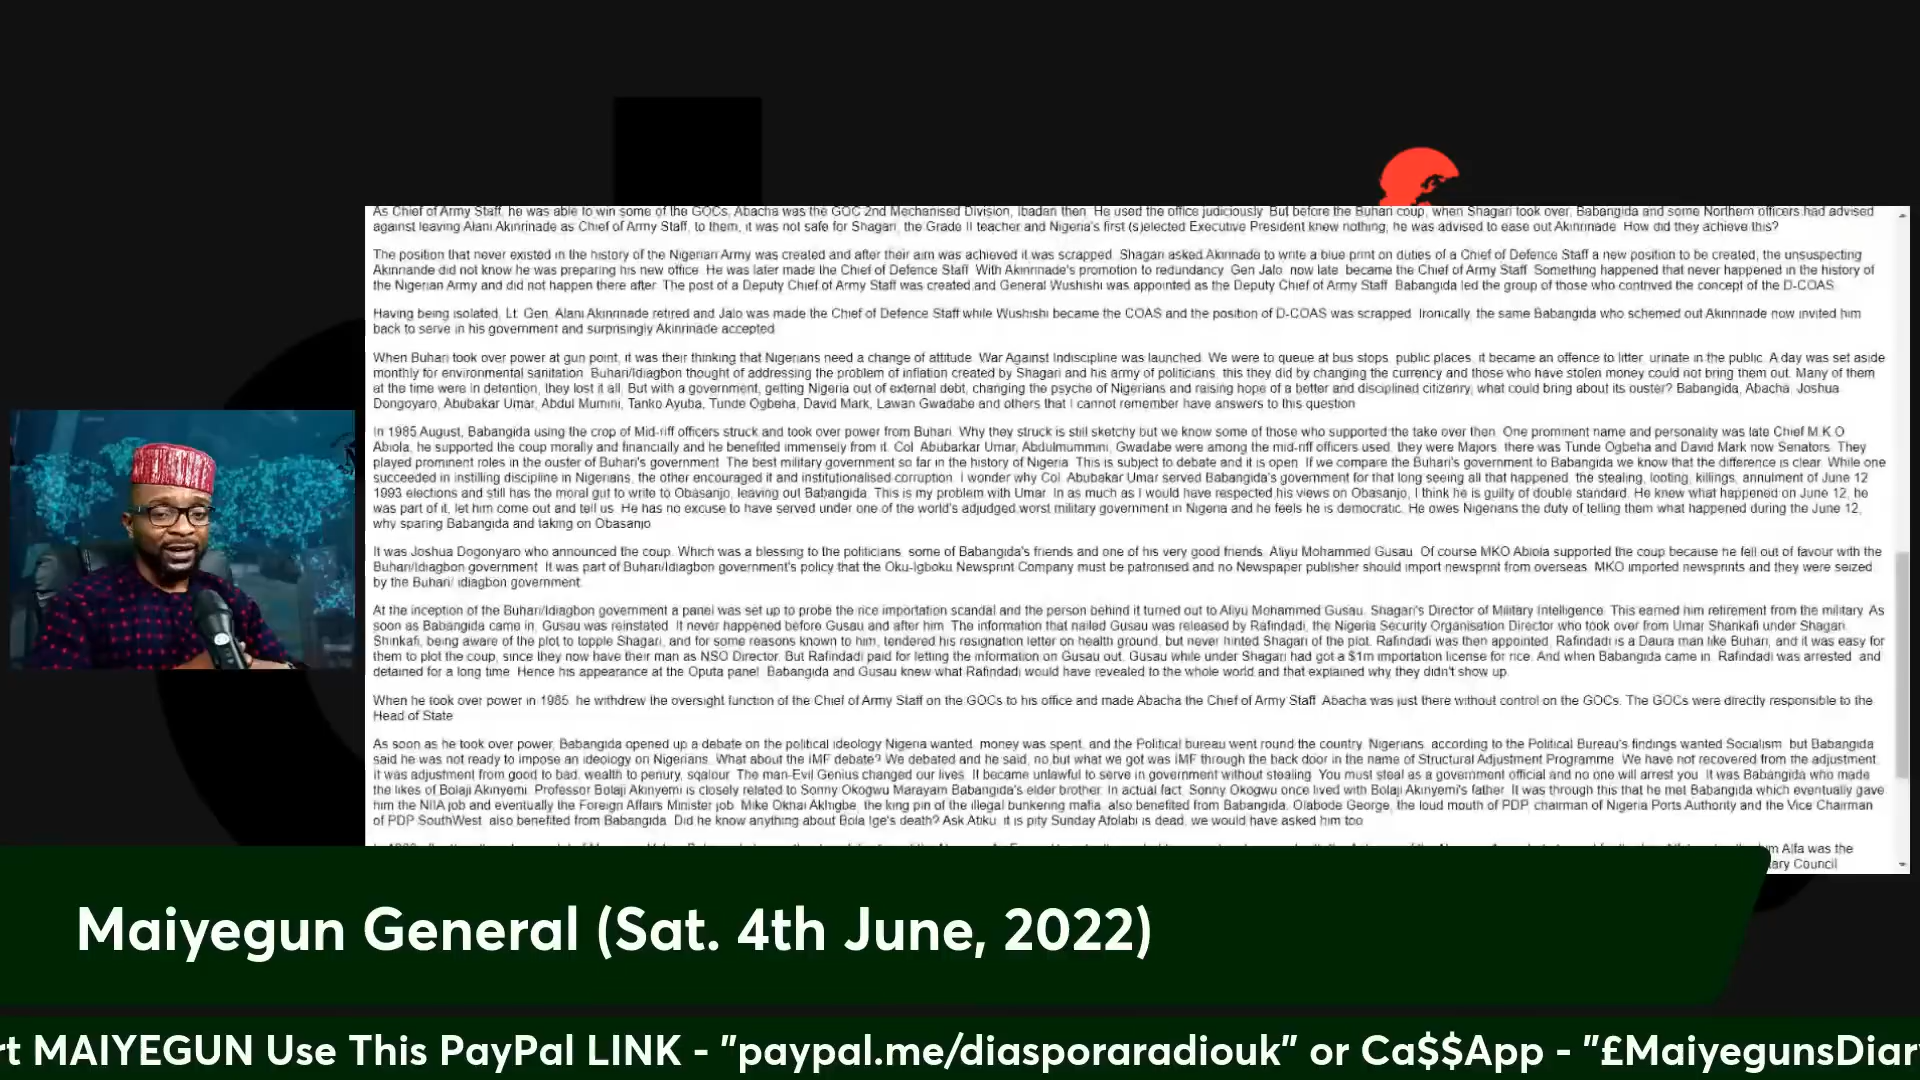 As Chief of Army Staff, he was able to win some of the GOCs, Abacha was the GOC 2nd Mechanised Division, Ibadan then. He used the office judiciously. But before the Buhari coup, when Shagari took over, Babangida and some Northern officers had advised
against leaving Alani Akinrinade as Chief of Army Staff, to them, it was not safe for Shagari, the Grade II teacher and Nigeria's first (s)elected Executive President knew nothing, he was advised to ease out Akinrinade. How did they achieve this?
The position that never existed in the history of the Nigerian Army was created and after their aim was achieved it was scrapped. Shagari asked Akinnade to write a blue print on duties of a Chief of Defence Staff a new position to be created, the unsuspecting
Akinnande did not know he was preparing his new office. He was later made the Chief of Defence Staff. With Akinrinade's promotion to redundancy, Gen Jalo, now late, became the Chief of Army Staff. Something happened that never happened in the history of
the Nigerian Army and did not happen there after. The post of a Deputy Chief of Army Staff was created and General Wushishi was appointed as the Deputy Chief of Army Staff. Babangida led the group of those who contrived the concept of the D-COAS
Having being isolated, Lt. Gen. Alani Akinrinade retired and Jalo was made the Chief of Defence Staff while Wushishi became the COAS and the position of D-COAS was scrapped. Ironically, the same Babangida who schemed out Akinrinade now invited him
back to serve in his government and surprisingly Akinrinade accepted
When Buhari took over power at gun point, it was their thinking that Nigerians need a change of attitude. War Against Indiscipline was launched. We were to queue at bus stops, public places, it became an offence to litter, urinate in the public. A day was set aside
monthly for environmental sanitation. Buhari/Idiagbon thought of addressing the problem of inflation created by Shagari and his army of politicians, this they did by changing the currency and those who have stolen money could not bring them out. Many of them
at the time were in detention, they lost it all. But with a government, getting Nigeria out of external debt, changing the psyche of Nigerians and raising hope of a better and disciplined citizenry, what could bring about its ouster? Babangida, Abacha, Joshua
Dongoyaro, Abubakar Umar, Abdul Mumini, Tanko Ayuba, Tunde Ogbeha, David Mark, Lawan Gwadabe and others that I cannot remember have answers to this question
In 1985 August, Babangida using the crop of Mid-riff officers struck and took over power from Buhari. Why they struck is still sketchy but we know some of those who supported the take over then. One prominent name and personality was late Chief M.K.O
Abiola, he supported the coup morally and financially and he benefited immensely from it. Col. Abubarkar Umar, Abdulmummini, Gwadabe were among the mid-riff officers used, they were Majors, there was Tunde Ogbeha and David Mark now Senators. They
played prominent roles in the ouster of Buhari's government. The best military government so far in the history of Nigeria. This is subject to debate and it is open. If we compare the Buhari's government to Babangida we know that the difference is clear. While one
succeeded in instilling discipline in Nigerians, the other encouraged it and institutionalised corruption. I wonder why Col. Abubakar Umar served Babangida's government for that long seeing all that happened, the stealing, looting, killings, annulment of June 12
1993 elections and still has the moral gut to write to Obasanjo, leaving out Babangida. This is my problem with Umar. In as much as I would have respected his views on Obasanjo, I think he is guilty of double standard. He knew what happened on June 12, he
was part of it, let him come out and tell us. He has no excuse to have served under one of the world's adjudged worst military government in Nigeria and he feels he is democratic. He owes Nigerians the duty of telling them what happened during the June 12,
why sparing Babangida and taking on Obasanjo
It was Joshua Dogonyaro who announced the coup. Which was a blessing to the politicians, some of Babangida's friends and one of his very good friends, Aliyu Mohammed Gusau. Of course MKO Abiola supported the coup because he fell out of favour with the
Buhari/Idiagbon government. It was part of Buhari/Idiagbon government's policy that the Oku-Igboku Newsprint Company must be patronised and no Newspaper publisher should import newsprint from overseas. MKO imported newsprints and they were seized
by the Buhari/ idiagbon government.
At the inception of the Buhari/Idiagbon government a panel was set up to probe the rice importation scandal and the person behind it turned out to Aliyu Mohammed Gusau, Shagari's Director of Military Intelligence. This earned him retirement from the military. As
soon as Babangida came in, Gusau was reinstated. It never happened before Gusau and after him. The information that nailed Gusau was released by Rafindadi, the Nigeria Security Organisation Director who took over from Umar Shankafi under Shagari.
Shinkafi, being aware of the plot to topple Shagari, and for some reasons known to him, tendered his resignation letter on health ground, but never hinted Shagari of the plot. Rafindadi was then appointed, Rafindadi is a Daura man like Buhari, and it was easy for
them to plot the coup, since they now have their man as NSO Director. But Rafindadi paid for letting the information on Gusau out. Gusau while under Shagari had got a $1m importation license for rice. And when Babangida came in, Rafindadi was arrested, and
detained for a long time. Hence his appearance at the Oputa panel. Babangida and Gusau knew what Rafindadi would have revealed to the whole world and that explained why they didn't show up.
When he took over power in 1985, he withdrew the oversight function of the Chief of Army Staff on the GOCs to his office and made Abacha the Chief of Army Staff. Abacha was just there without control on the GOCs. The GOCs were directly responsible to the
Head of State
As soon as he took over power, Babangida opened up a debate on the political ideology Nigeria wanted, money was spent, and the Political bureau went round the country. Nigerians, according to the Political Bureau's findings wanted Socialism, but Babangida
said he was not ready to impose an ideology on Nigerians. What about the IMF debate? We debated and he said, no but what we got was IMF through the back door in the name of Structural Adjustment Programme. We have not recovered from the adjustment,
it was adjustment from good to bad, wealth to penury, sqalour. The man-Evil Genius changed our lives. It became unlawful to serve in government without stealing. You must steal as a government official and no one will arrest you. It was Babangida who made
the likes of Bolaji Akinyemi. Professor Bolaji Akinyemi is closely related to Sonny Okogwu Marayam Babangida's elder brother. In actual fact, Sonny Okogwu once lived with Bolaji Akinyemi's father. It was through this that he met Babangida which eventually gave
him the NIIA job and eventually the Foreign Affairs Minister job. Mike Okhai Akhigbe, the king pin of the illegal bunkering mafia, also benefited from Babangida. Olabode George, the loud mouth of PDP, chairman of Nigeria Ports Authority and the Vice Chairman
of PDP SouthWest, also benefited from Babangida. Did he know anything about Bola Ige's death? Ask Atiku, it is pity Sunday Afolabi is dead, we would have asked him too
Alfa was the
Council
Maiyegun General (Sat. 4th June, 2022)
rt MAIYEGUN Use This PayPal LINK - "paypal.me/diasporaradiouk" or Ca$$App - "£MaiyegunsDiar